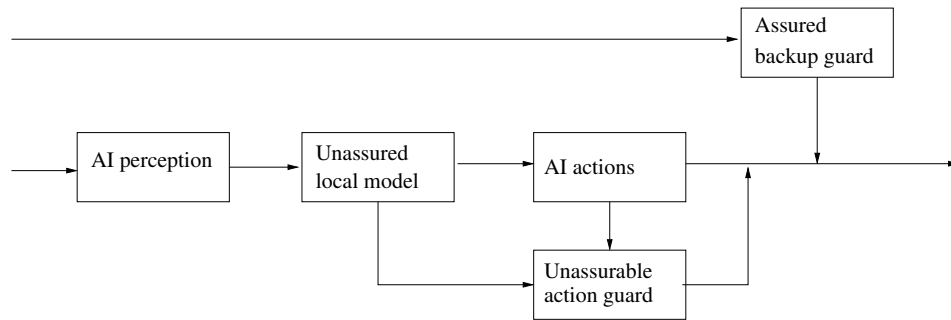 Assured
backup guard
AI perception
Unassured
local model
AI actions
Unassurable
action guard